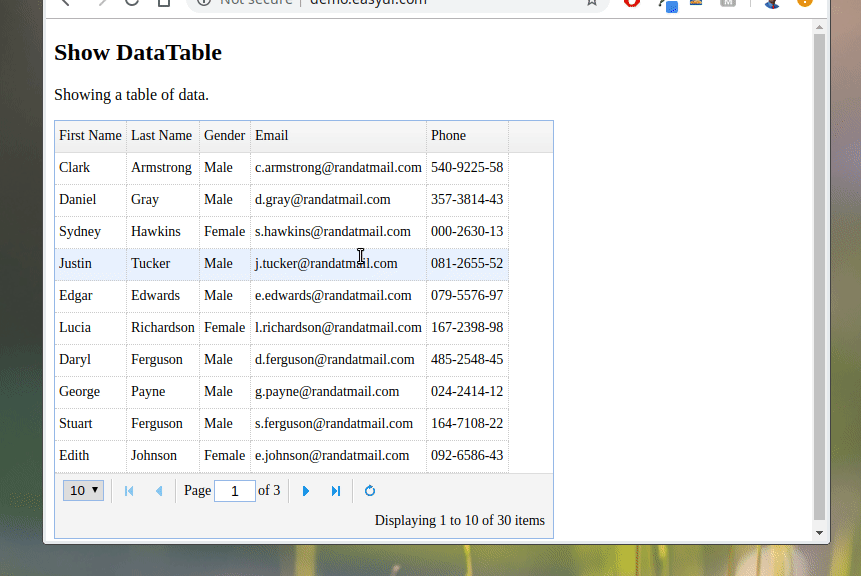 Not secure | demo.easyui.com
Show DataTable
Showing a table of data.
First Name Last Name Gender Email Phone
Clark Armstrong Male c.armstrong@randatmail.com 540-9225-58
Daniel Gray Male d.gray@randatmail.com 357-3814-43
Sydney Hawkins Female s.hawkins@randatmail.com 000-2630-13
Justin Tucker Male j.tucker@randatmail.com 081-2655-52
Edgar Edwards Male e.edwards@randatmail.com 079-5576-97
Lucia Richardson Female l.richardson@randatmail.com 167-2398-98
Daryl Ferguson Male d.ferguson@randatmail.com 485-2548-45
George Payne Male g.payne@randatmail.com 024-2414-12
Stuart Ferguson Male s.ferguson@randatmail.com 164-7108-22
Edith Johnson Female e.johnson@randatmail.com 092-6586-43
10 Page 1 of 3
Displaying 1 to 10 of 30 items